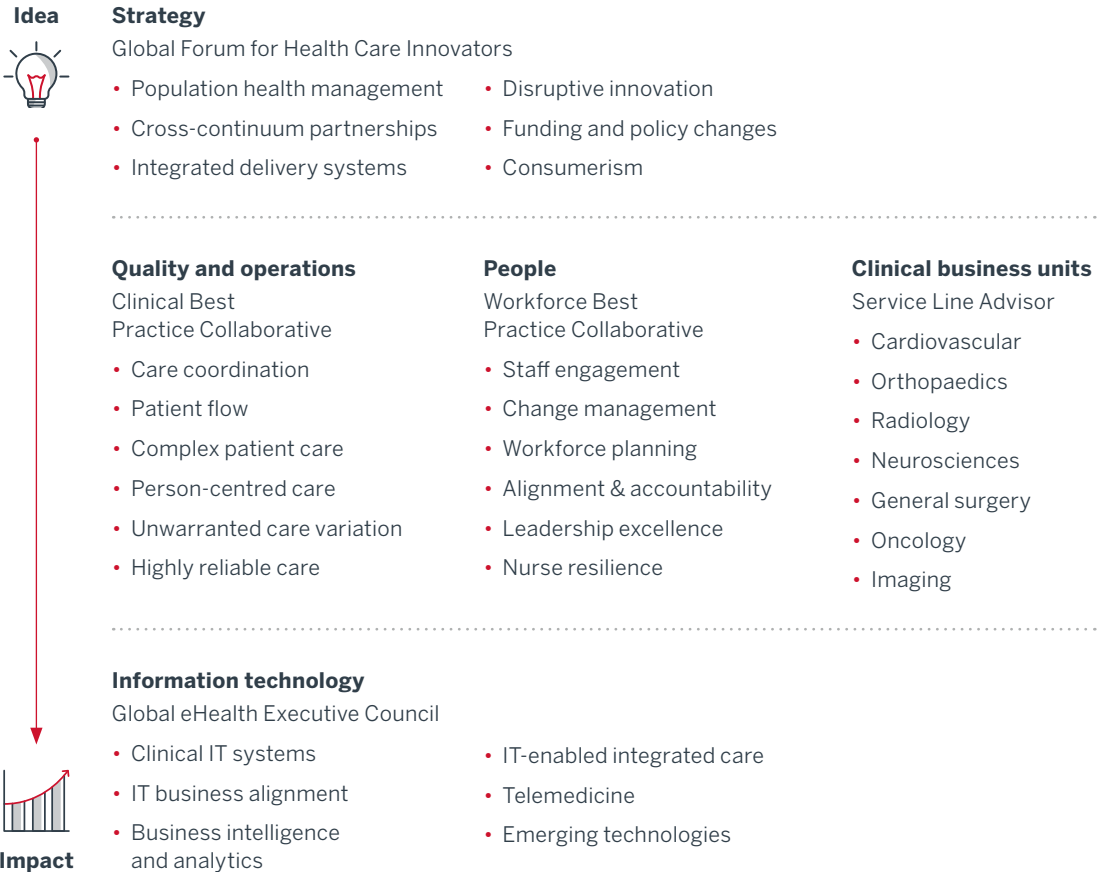 Idea
Strategy
Global Forum for Health Care Innovators
• Population health management
• Cross-continuum partnerships
• Integrated delivery systems
• Disruptive innovation
• Funding and policy changes
• Consumerism
Quality and operations
Clinical Best
Practice Collaborative
• Care coordination
• Patient flow
• Complex patient care
• Person-centred care
• Unwarranted care variation
• Highly reliable care
People
Workforce Best
Practice Collaborative
• Staff engagement
• Change management
• Workforce planning
• Alignment & accountability
• Leadership excellence
• Nurse resilience
Clinical business units
Service Line Advisor
• Cardiovascular
• Orthopaedics
• Radiology
• Neurosciences
• General surgery
• Oncology
• Imaging
Information technology
Global eHealth Executive Council
• Clinical IT systems
• IT business alignment
• Business intelligence
and analytics
• IT-enabled integrated care
• Telemedicine
• Emerging technologies
Impact